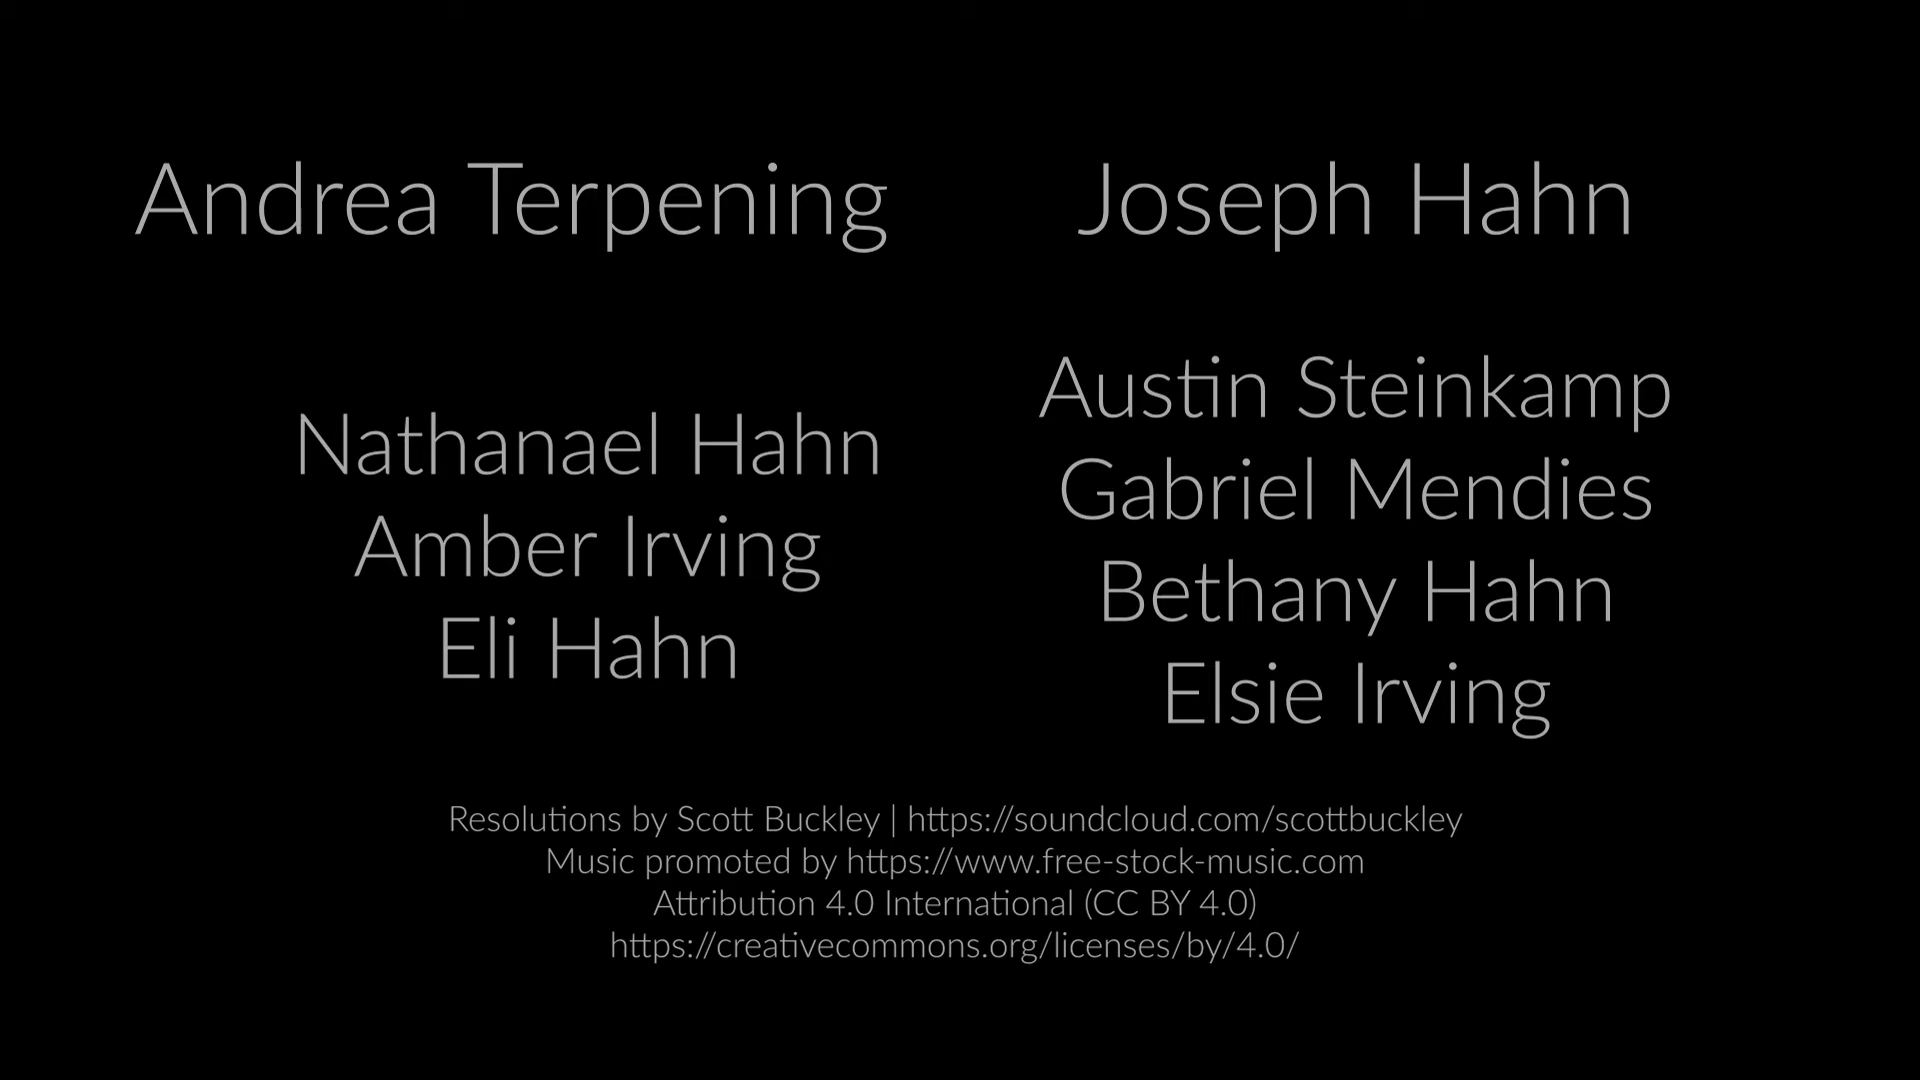 Andrea Terpening
Joseph Hahn
Nathanael Hahn
Amber Irving
Eli Hahn
Austin Steinkamp
Gabriel Mendies
Bethany Hahn
Elsie Irving
Resolutions by Scott Buckley | https://soundcloud.com/scottbuckley
Music promoted by https://www.free-stock-music.com
Attribution 4.0 International (CC BY 4.0)
https://creativecommons.org/licenses/by/4.0/